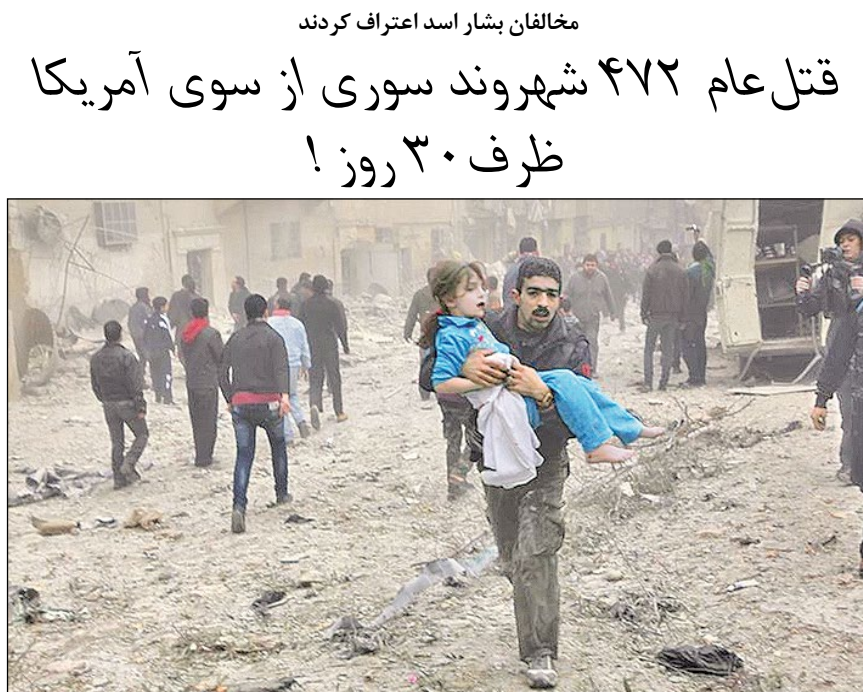 مخالفان بشار اسد اعتراف کردند
قتل‌عام ۴۷۲ شهروند سوری از سوی آمریکا
ظرف ۳۰ روز !